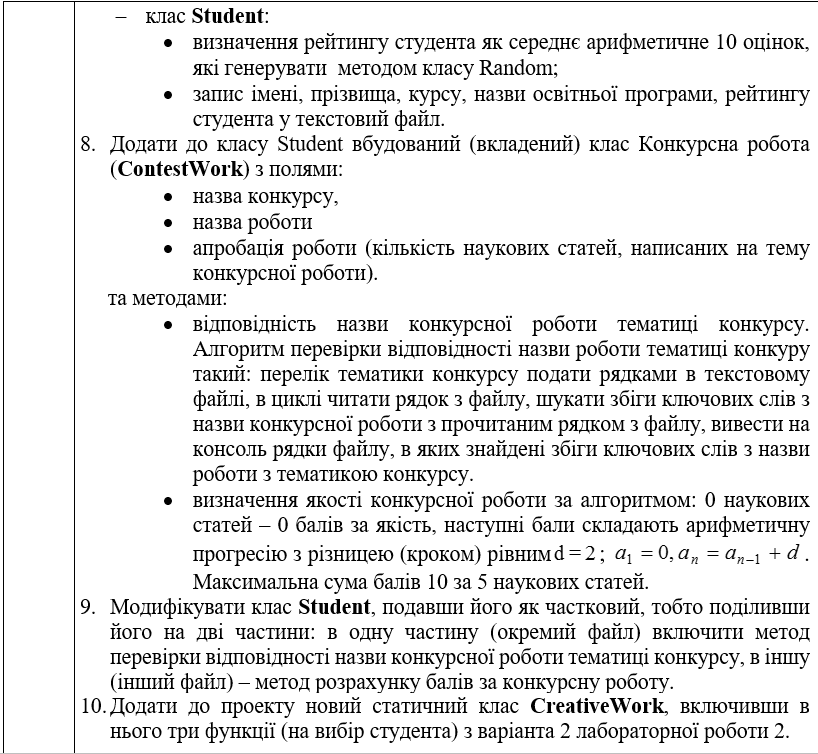 – клас Student:
• визначення рейтингу студента як середнє арифметичне 10 оцінок,
які генерувати методом класу Random;
• запис імені, прізвища, курсу, назви освітньої програми, рейтингу
студента у текстовий файл.
8. Додати до класу Student вбудований (вкладений) клас Конкурсна робота
(ContestWork) з полями:
• назва конкурсу,
• назва роботи
• апробація роботи (кількість наукових статей, написаних на тему
конкурсної роботи).
та методами:
• відповідність назви конкурсної роботи тематиці конкурсу.
Алгоритм перевірки відповідності назви роботи тематиці конкуру
такий: перелік тематики конкурсу подати рядками в текстовому
файлі, в циклі читати рядок з файлу, шукати збіги ключових слів з
назви конкурсної роботи з прочитаним рядком з файлу, вивести на
консоль рядки файлу, в яких знайдені збіги ключових слів з назви
роботи з тематикою конкурсу.
• визначення якості конкурсної роботи за алгоритмом: 0 наукових
статей – 0 балів за якість, наступні бали складають арифметичну
прогресію з різницею (кроком) рівним d = 2 ; a₁ = 0, aₙ = aₙ₋₁ + d .
Максимальна сума балів 10 за 5 наукових статей.
9. Модифікувати клас Student, подавши його як частковий, тобто поділивши
його на дві частини: в одну частину (окремий файл) включити метод
перевірки відповідності назви конкурсної роботи тематиці конкурсу, в іншу
(інший файл) – метод розрахунку балів за конкурсну роботу.
10. Додати до проекту новий статичний клас CreativeWork, включивши в
нього три функції (на вибір студента) з варіанта 2 лабораторної роботи 2.